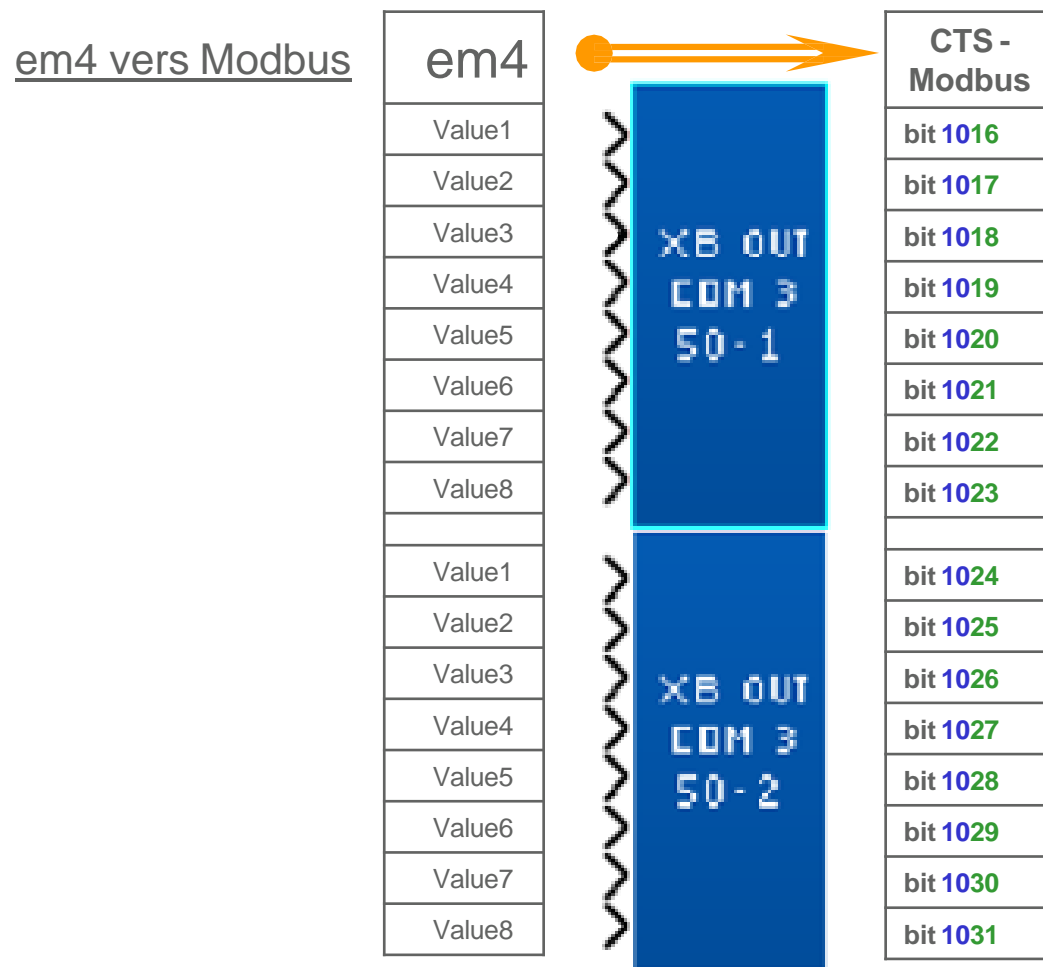 em4 vers Modbus
em4
CTS -
Modbus
Value1
bit 1016
Value2
bit 1017
Value3
bit 1018
Value4
bit 1019
Value5
bit 1020
Value6
bit 1021
Value7
bit 1022
Value8
bit 1023
XB OUT
COM 3
50-1
Value1
bit 1024
Value2
bit 1025
Value3
bit 1026
Value4
bit 1027
Value5
bit 1028
Value6
bit 1029
Value7
bit 1030
Value8
bit 1031
XB OUT
COM 3
50-2